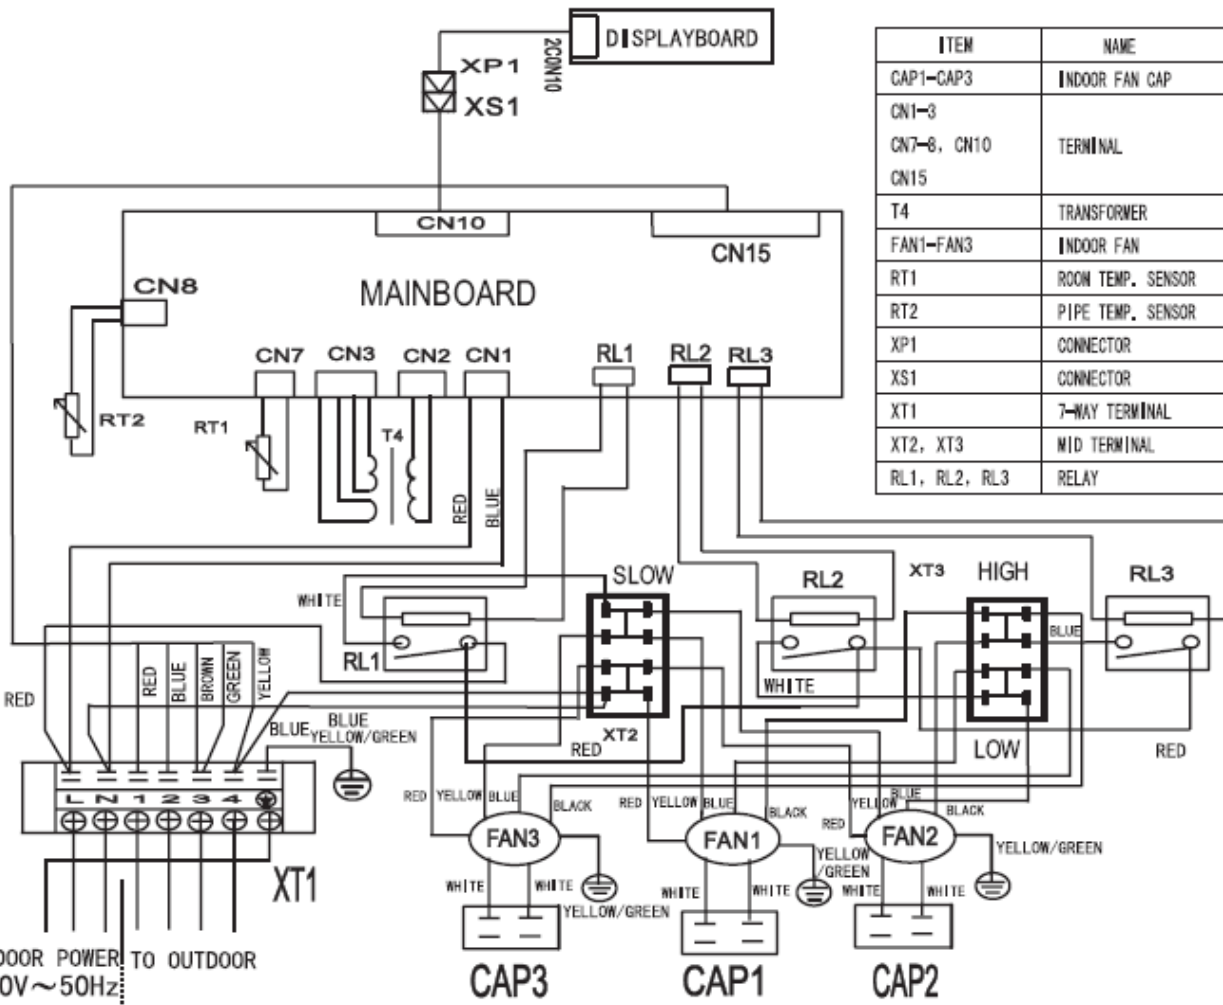 DISPLAYBOARD
2CON10
XP1
XS1
ITEM NAME
CAP1-CAP3 INDOOR FAN CAP
CN1-3
CN7-8, CN10 TERMINAL
CN15
T4 TRANSFORMER
FAN1-FAN3 INDOOR FAN
RT1 ROON TEMP. SENSOR
RT2 PIPE TEMP. SENSOR
XP1 CONNECTOR
XS1 CONNECTOR
XT1 7-WAY TERMINAL
XT2, XT3 MID TERMINAL
RL1, RL2, RL3 RELAY
CN10
CN15
CN8
MAINBOARD
CN7 CN3 CN2 CN1 RL1 RL2 RL3
RT2
RT1
T4
RED
BLUE
SLOW
RL2
XT3
HIGH
RL3
WHITE
RL1
BLUE
WHITE
RED
RED
BLUE
BROWN
GREEN
YELLOW
BLUE
BLUE
YELLOW/GREEN
XT2
RED
LOW
RED
L N 1 2 3 4
RED YELLOW BLUE
BLACK
RED YELLOW BLUE
BLACK
YELLOW
BLUE
BLACK
RED
FAN3
FAN1
FAN2
YELLOW/GREEN
YELLOW
/GREEN
XT1
WHITE WHITE
YELLOW/GREEN
WHITE WHITE
WHITE WHITE
DOOR POWER
0V~50Hz
TO OUTDOOR
CAP3
CAP1
CAP2